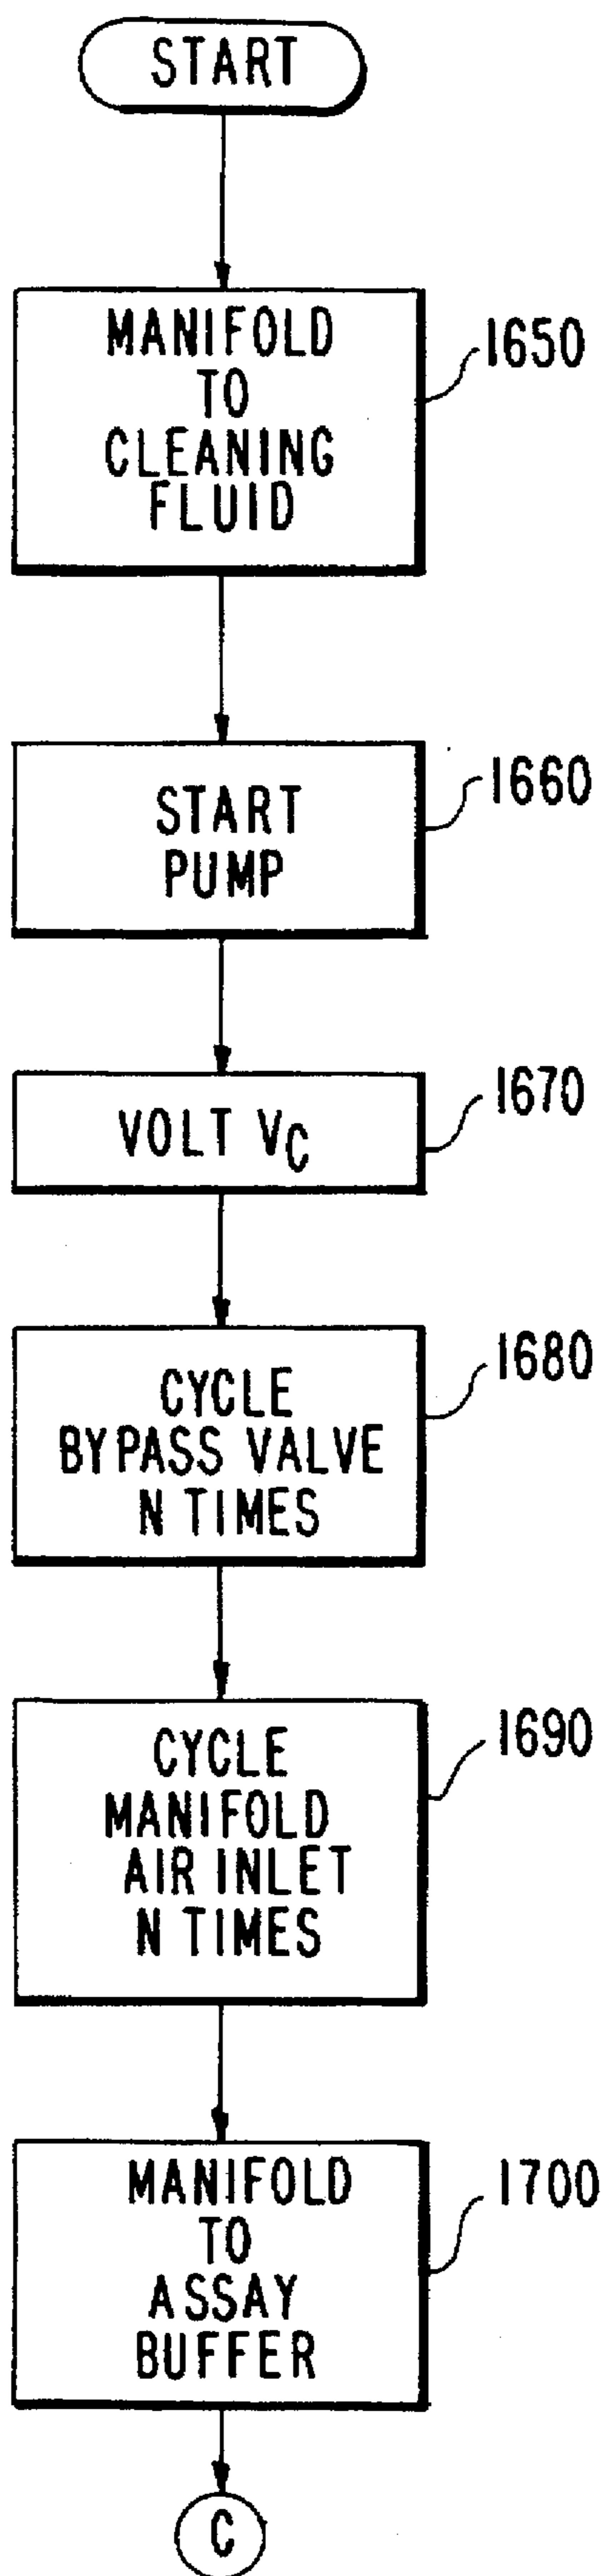 START
MANIFOLD
TO
CLEANING
FLUID
1650
START
PUMP
1660
VOLT VC
1670
CYCLE
BYPASS VALVE
N TIMES
1680
CYCLE
MANIFOLD
AIR INLET
N TIMES
1690
MANIFOLD
TO
ASSAY
BUFFER
1700
C